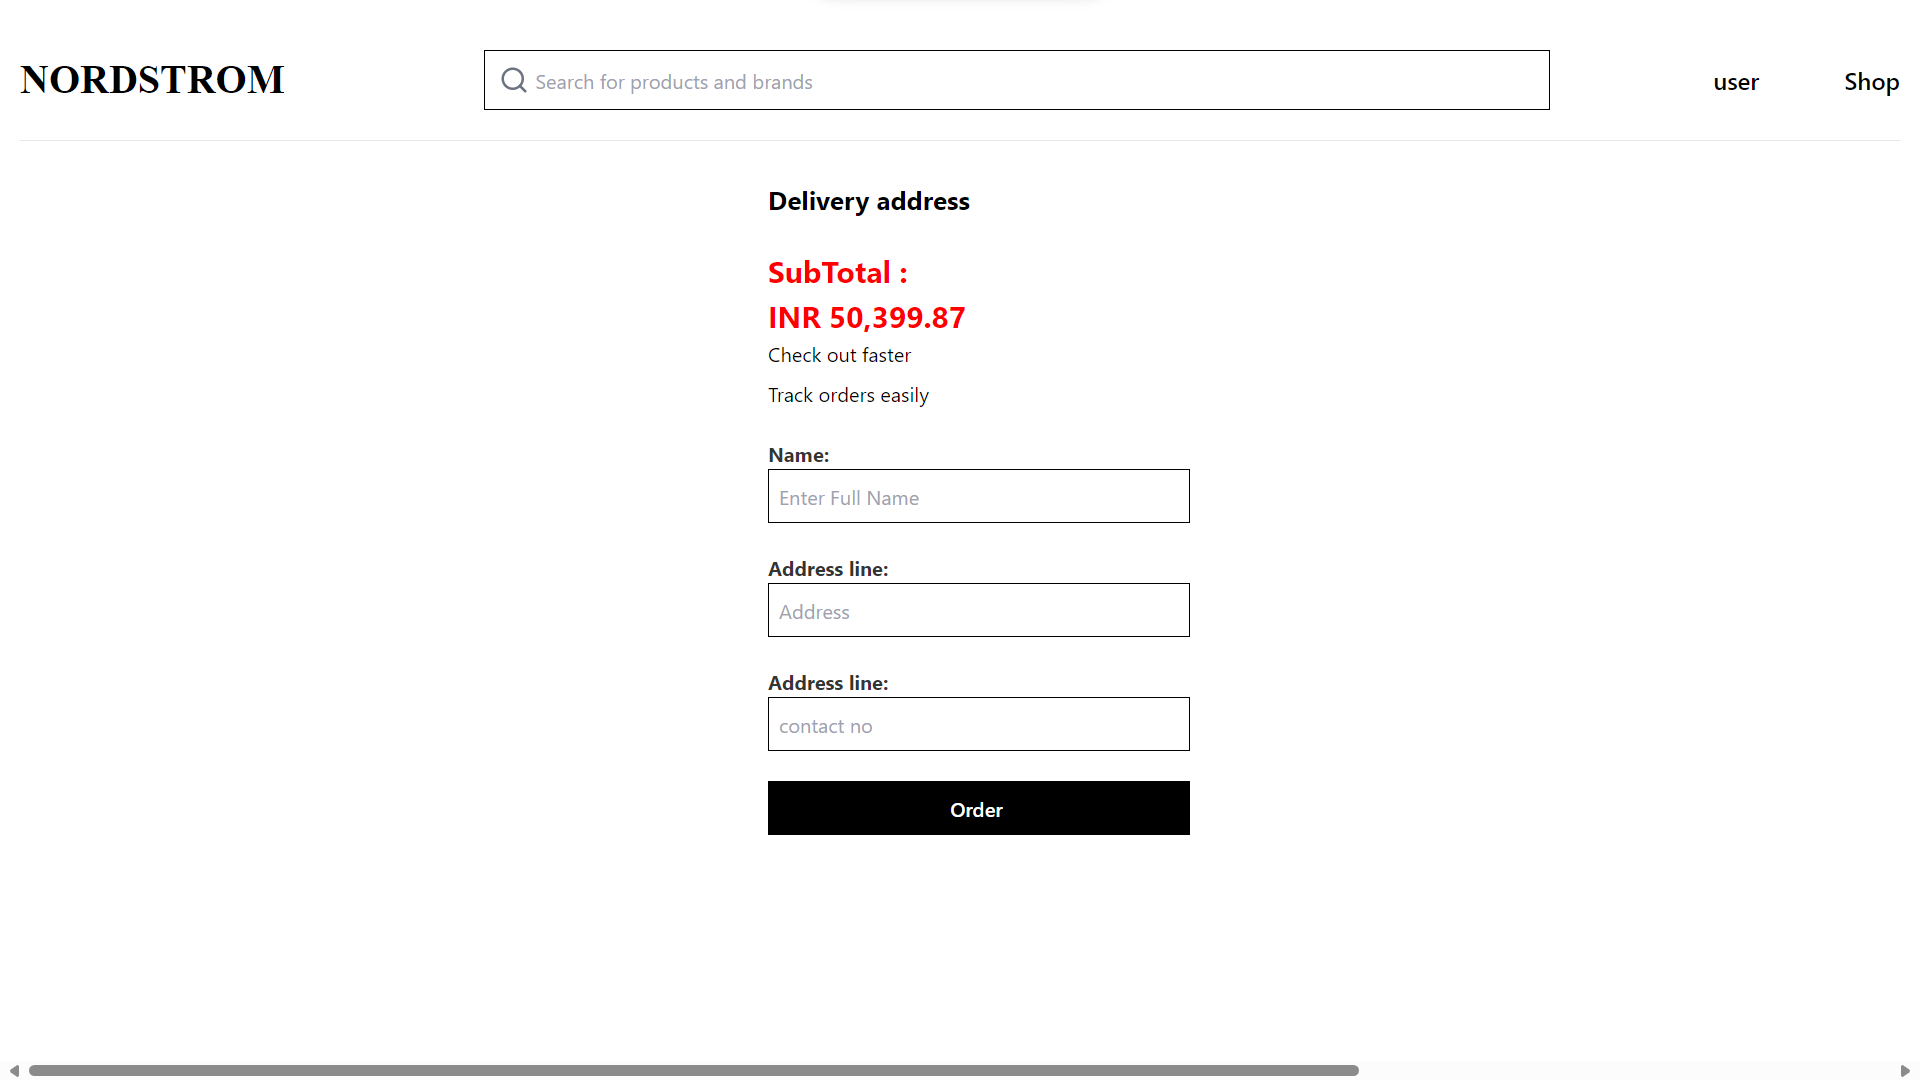 NORDSTROM
Search for products and brands
user
Shop
Delivery address
SubTotal :
INR 50,399.87
Check out faster
Track orders easily
Name:
Enter Full Name
Address line:
Address
Address line:
contact no
Order